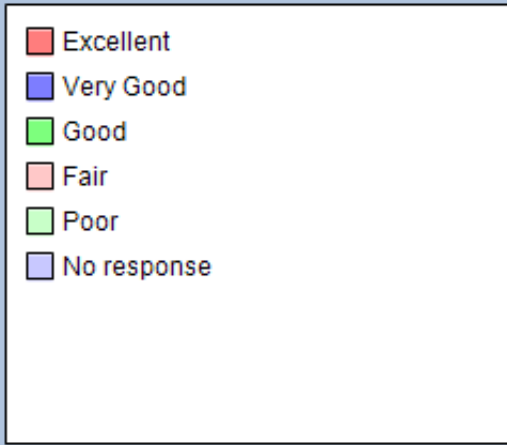 Excellent
Very Good
Good
Fair
Poor
No response